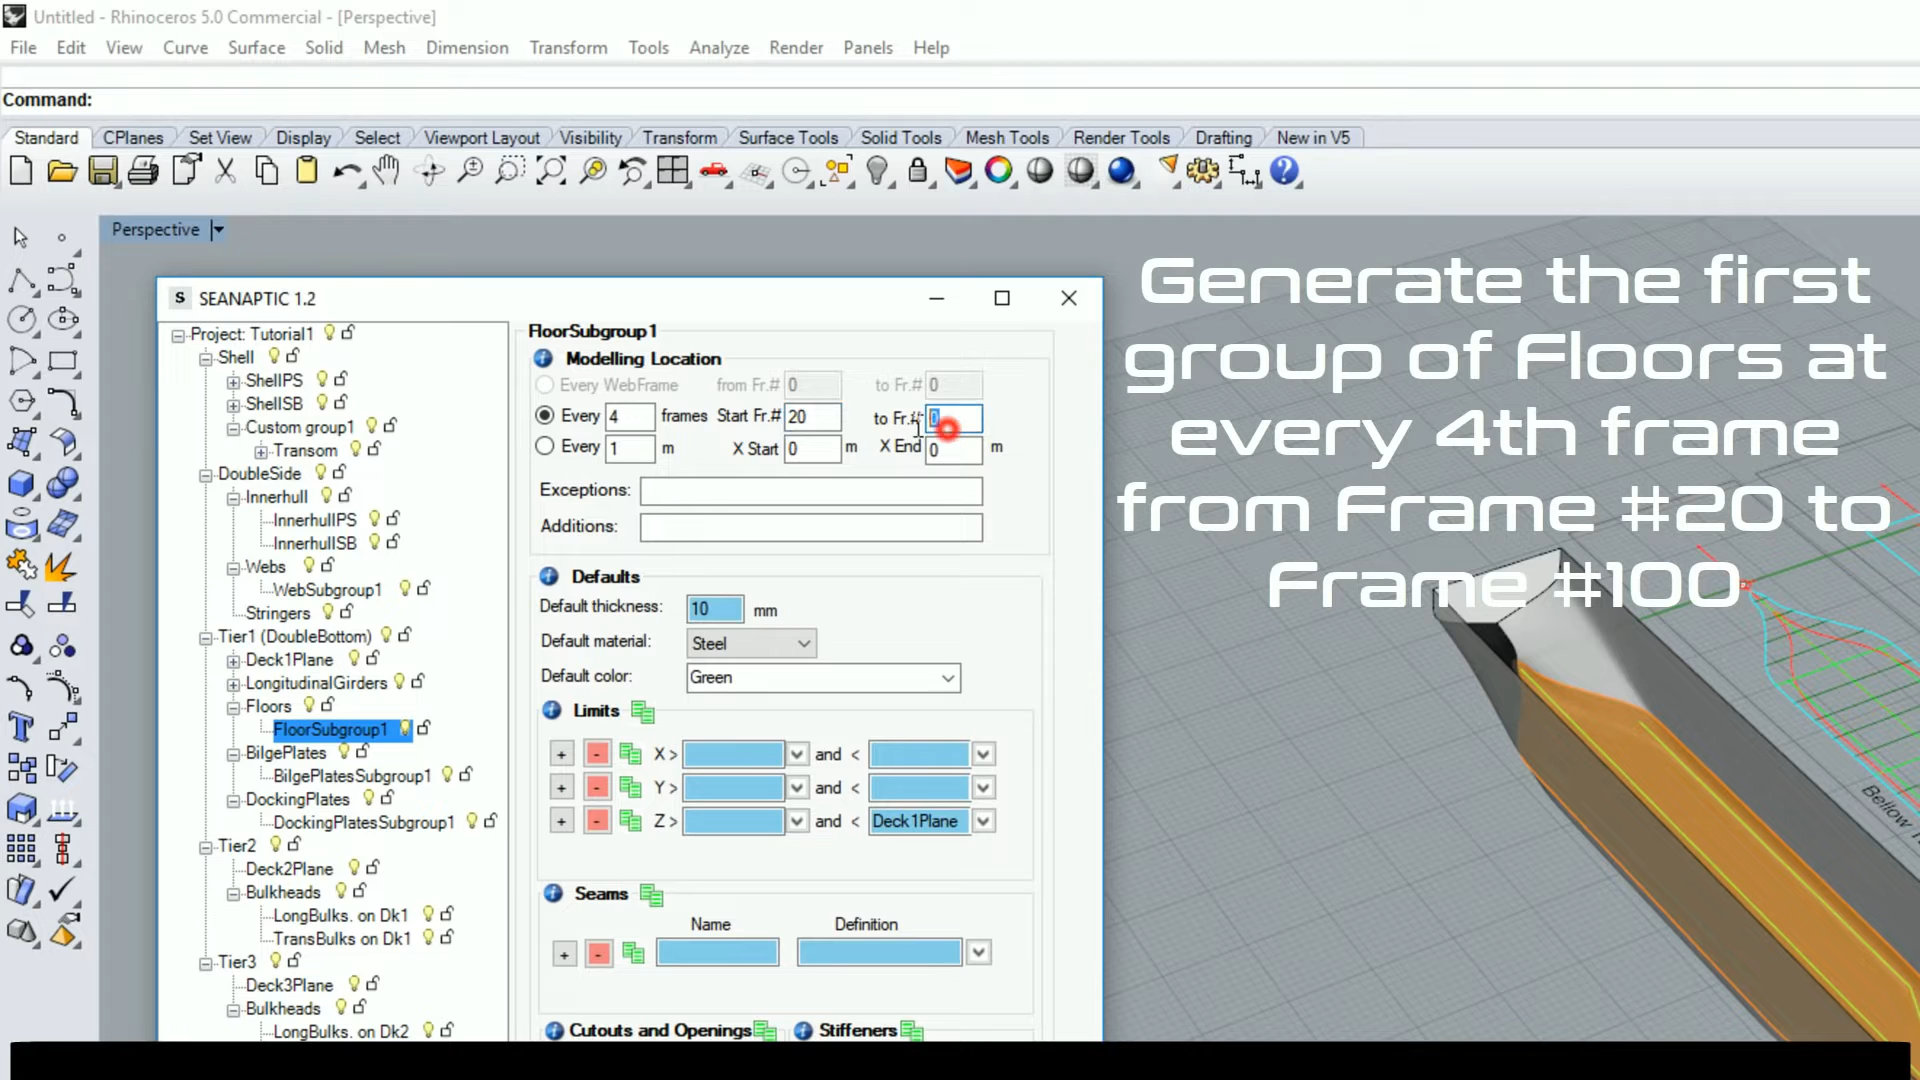 Untitled - Rhinoceros 5.0 Commercial - [Perspective]
File Edit View Curve Surface Solid Mesh Dimension Transform Tools Analyze Render Panels Help
Command:
Standard CPlanes Set View Display Select Viewport Layout Visibility Transform Surface Tools Solid Tools Mesh Tools Render Tools Drafting New in V5
Perspective
S SEANAPTIC 1.2
Project: Tutorial1
Shell
ShellPS
ShellSB
Custom group1
Transom
DoubleSide
Innerhull
InnerhullPS
InnerhullSB
Webs
WebSubgroup1
Stringers
Tier1 (DoubleBottom)
Deck1Plane
LongitudinalGirders
Floors
FloorSubgroup1
BilgePlates
BilgePlatesSubgroup1
DockingPlates
DockingPlatesSubgroup1
Tier2
Deck2Plane
Bulkheads
LongBulks. on Dk1
TransBulks on Dk1
Tier3
Deck3Plane
Bulkheads
LongBulks. on Dk2
FloorSubgroup1
Modelling Location
Every WebFrame from Fr.# 0 to Fr.# 0
Every 4 frames Start Fr.# 20 to Fr.# 0
Every 1 m X Start 0 m X End 0 m
Exceptions:
Additions:
Defaults
Default thickness: 10 mm
Default material: Steel
Default color: Green
Limits
+ - X > and <
+ - Y > and <
+ - Z > and < Deck1Plane
Seams
Name Definition
+ -
Cutouts and Openings Stiffeners
Generate the first
group of Floors at
every 4th frame
from Frame #20 to
Frame #100